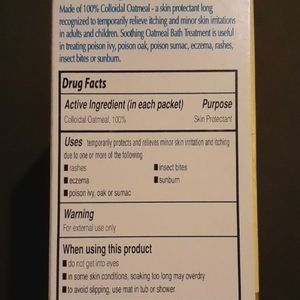 Made of 100% Colloidal Oatmeal - a skin protectant long
recognized to temporarily relieve itching and minor skin irritations
in adults and children. Soothing Oatmeal Bath Treatment is useful
in treating poison ivy, poison oak, poison sumac, eczema, rashes,
insect bites or sunburn.
Drug Facts
Active Ingredient (in each packet) Purpose
Colloidal Oatmeal, 100% Skin Protectant
Uses temporarily protects and relieves minor skin irritation and itching
due to one or more of the following
■ rashes ■ insect bites
■ eczema ■ sunburn
■ poison ivy, oak or sumac
Warning
For external use only
When using this product
■ do not get into eyes
■ in some skin conditions, soaking too long may overdry
■ to avoid slipping, use mat in tub or shower